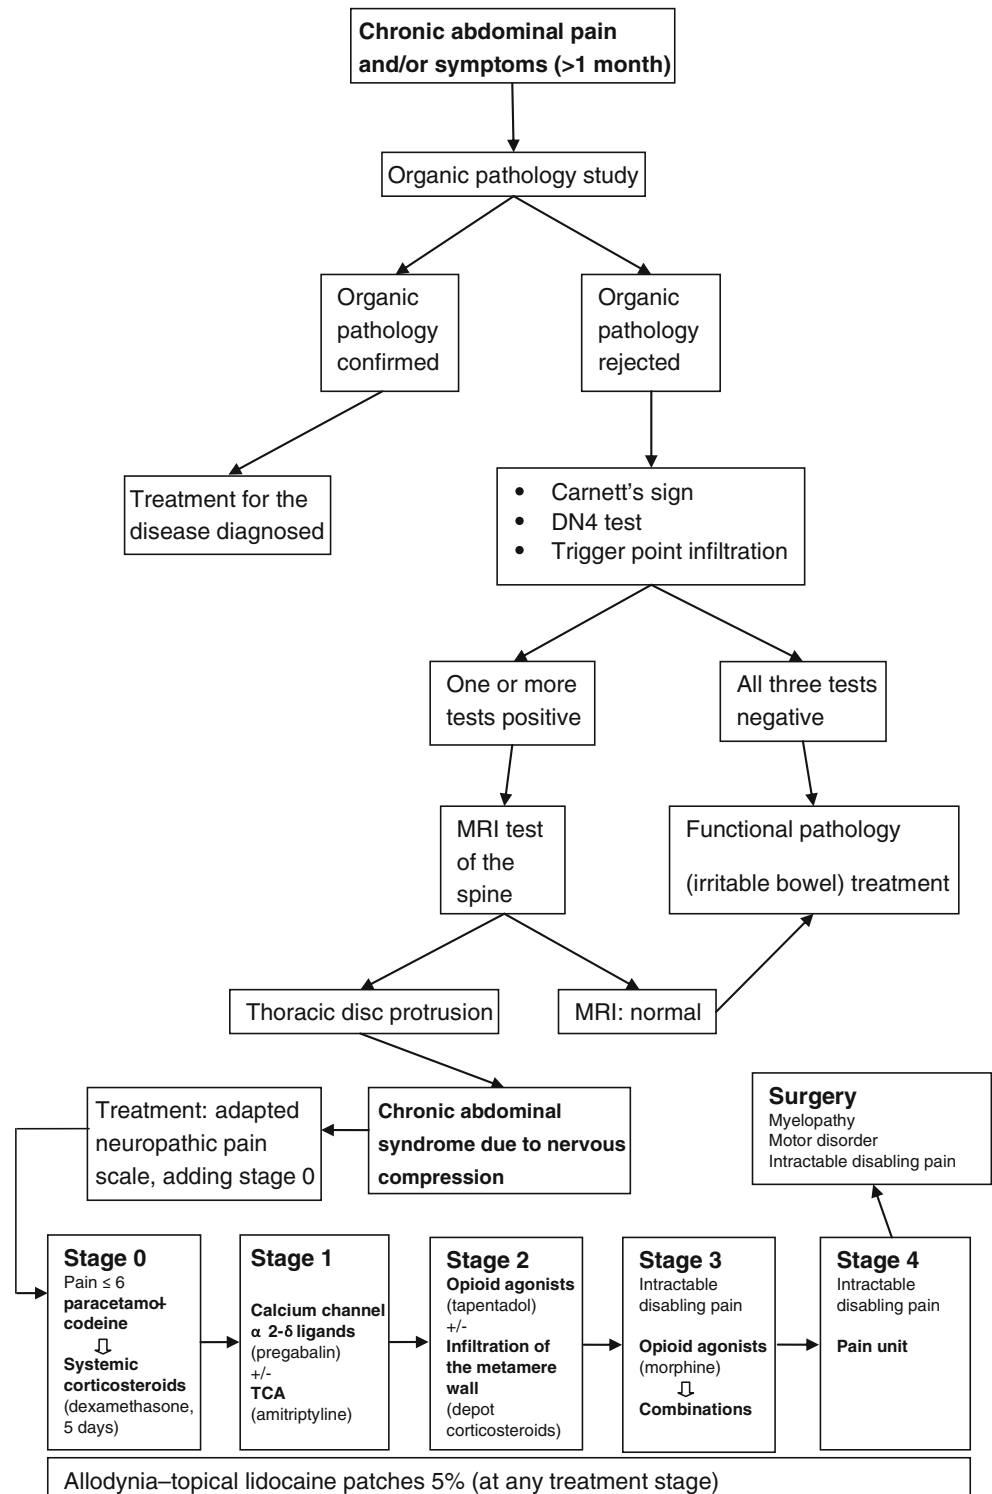 Chronic abdominal pain
and/or symptoms (>1 month)
Organic pathology study
Organic
pathology
confirmed
Organic
pathology
rejected
Treatment for the
disease diagnosed
• Carnett's sign
• DN4 test
• Trigger point infiltration
One or more
tests positive
All three tests
negative
MRI test
of the
spine
Functional pathology
(irritable bowel) treatment
Thoracic disc protrusion
MRI: normal
Treatment: adapted
neuropathic pain
scale, adding stage 0
Chronic abdominal
syndrome due to nervous
compression
Surgery
Myelopathy
Motor disorder
Intractable disabling pain
Stage 0
Pain ≤ 6
paracetamol+
codeine
Systemic
corticosteroids
(dexamethasone,
5 days)
Stage 1
Calcium channel
α 2-δ ligands
(pregabalin)
+/-
TCA
(amitriptyline)
Stage 2
Opioid agonists
(tapentadol)
+/-
Infiltration of
the metamere
wall
(depot
corticosteroids)
Stage 3
Intractable
disabling pain
Opioid agonists
(morphine)
Combinations
Stage 4
Intractable
disabling pain
Pain unit
Allodynia–topical lidocaine patches 5% (at any treatment stage)